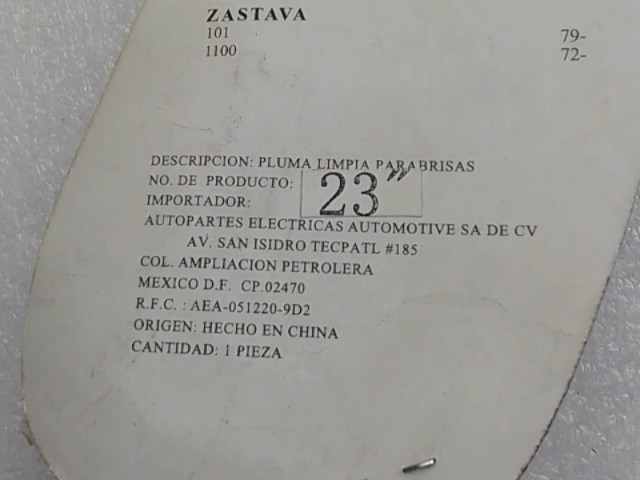 ZASTAVA
101 79-
1100 72-
DESCRIPCION: PLUMA LIMPIA PARABRISAS
NO. DE PRODUCTO: 23"
IMPORTADOR:
AUTOPARTES ELECTRICAS AUTOMOTIVE SA DE CV
AV. SAN ISIDRO TECPATL #185
COL. AMPLIACION PETROLERA
MEXICO D.F. CP.02470
R.F.C. : AEA-051220-9D2
ORIGEN: HECHO EN CHINA
CANTIDAD: 1 PIEZA